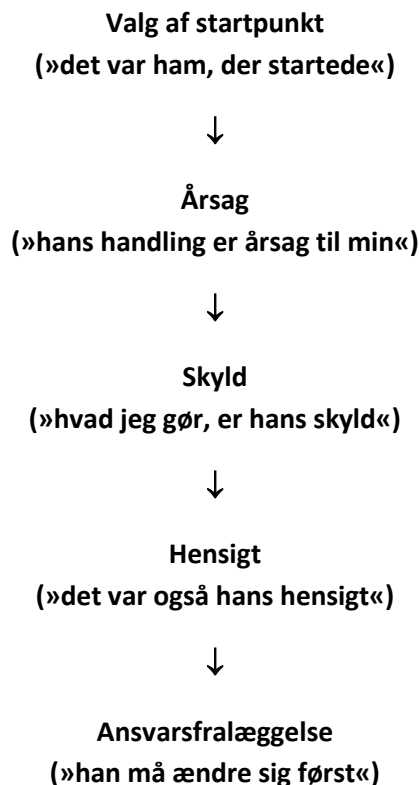 Valg af startpunkt
(»det var ham, der startede«)
↓
Årsag
(»hans handling er årsag til min«)
↓
Skyld
(»hvad jeg gør, er hans skyld«)
↓
Hensigt
(»det var også hans hensigt«)
↓
Ansvarsfralæggelse
(»han må ændre sig først«)